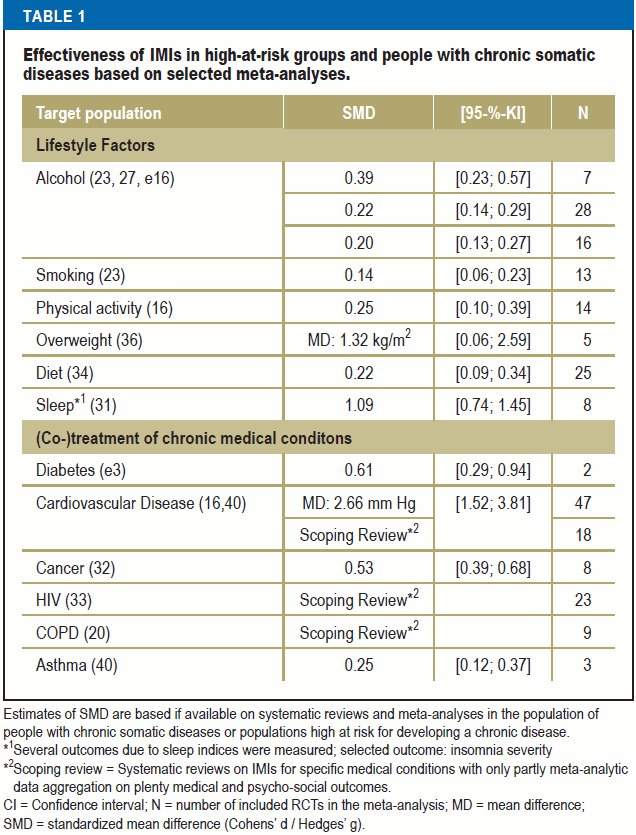 TABLE 1
Effectiveness of IMIs in high-at-risk groups and people with chronic somatic
diseases based on selected meta-analyses.
Target population SMD [95-%-KI] N
Lifestyle Factors
Alcohol (23, 27, e16) 0.39 [0.23; 0.57] 7
0.22 [0.14; 0.29] 28
0.20 [0.13; 0.27] 16
Smoking (23) 0.14 [0.06; 0.23] 13
Physical activity (16) 0.25 [0.10; 0.39] 14
Overweight (36) MD: 1.32 kg/m² [0.06; 2.59] 5
Diet (34) 0.22 [0.09; 0.34] 25
Sleep*¹ (31) 1.09 [0.74; 1.45] 8
(Co-)treatment of chronic medical conditons
Diabetes (e3) 0.61 [0.29; 0.94] 2
Cardiovascular Disease (16,40) MD: 2.66 mm Hg [1.52; 3.81] 47
Scoping Review*² 18
Cancer (32) 0.53 [0.39; 0.68] 8
HIV (33) Scoping Review*² 23
COPD (20) Scoping Review*² 9
Asthma (40) 0.25 [0.12; 0.37] 3
Estimates of SMD are based if available on systematic reviews and meta-analyses in the population of
people with chronic somatic diseases or populations high at risk for developing a chronic disease.
*¹Several outcomes due to sleep indices were measured; selected outcome: insomnia severity
*²Scoping review = Systematic reviews on IMIs for specific medical conditions with only partly meta-analytic
data aggregation on plenty medical and psycho-social outcomes.
CI = Confidence interval; N = number of included RCTs in the meta-analysis; MD = mean difference;
SMD = standardized mean difference (Cohens' d / Hedges' g).